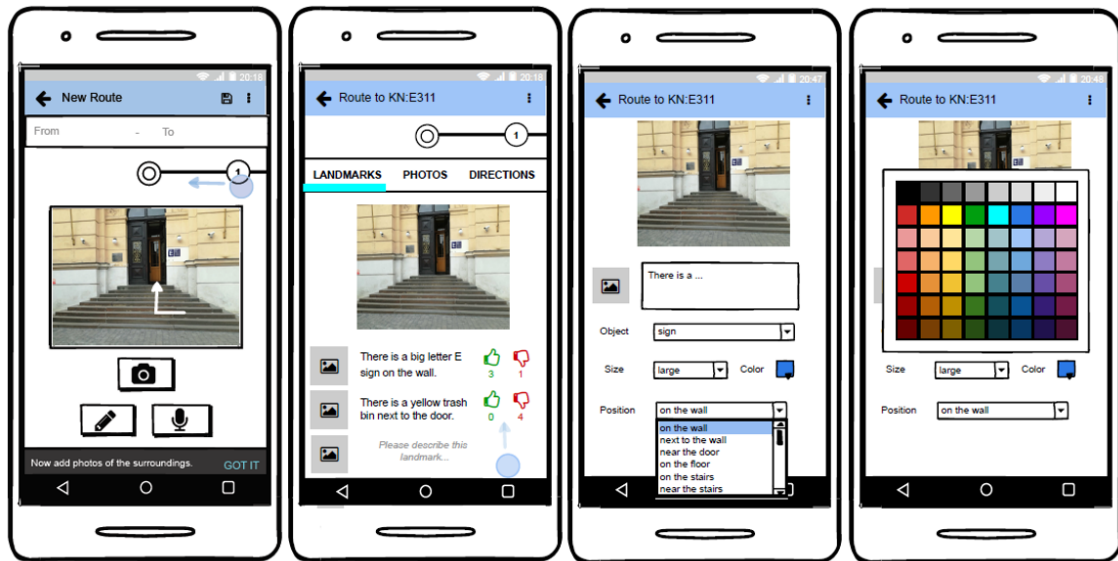 20:18
New Route
From - To
1
Now add photos of the surroundings. GOT IT
20:18
Route to KN:E311
1
LANDMARKS PHOTOS DIRECTIONS
There is a big letter E
sign on the wall.
3 1
There is a yellow trash
bin next to the door.
0 4
Please describe this
landmark...
20:47
Route to KN:E311
There is a ...
Object sign
Size large Color
Position on the wall
on the wall
next to the wall
near the door
on the floor
on the stairs
near the stairs
20:48
Route to KN:E311
Size large Color
Position on the wall